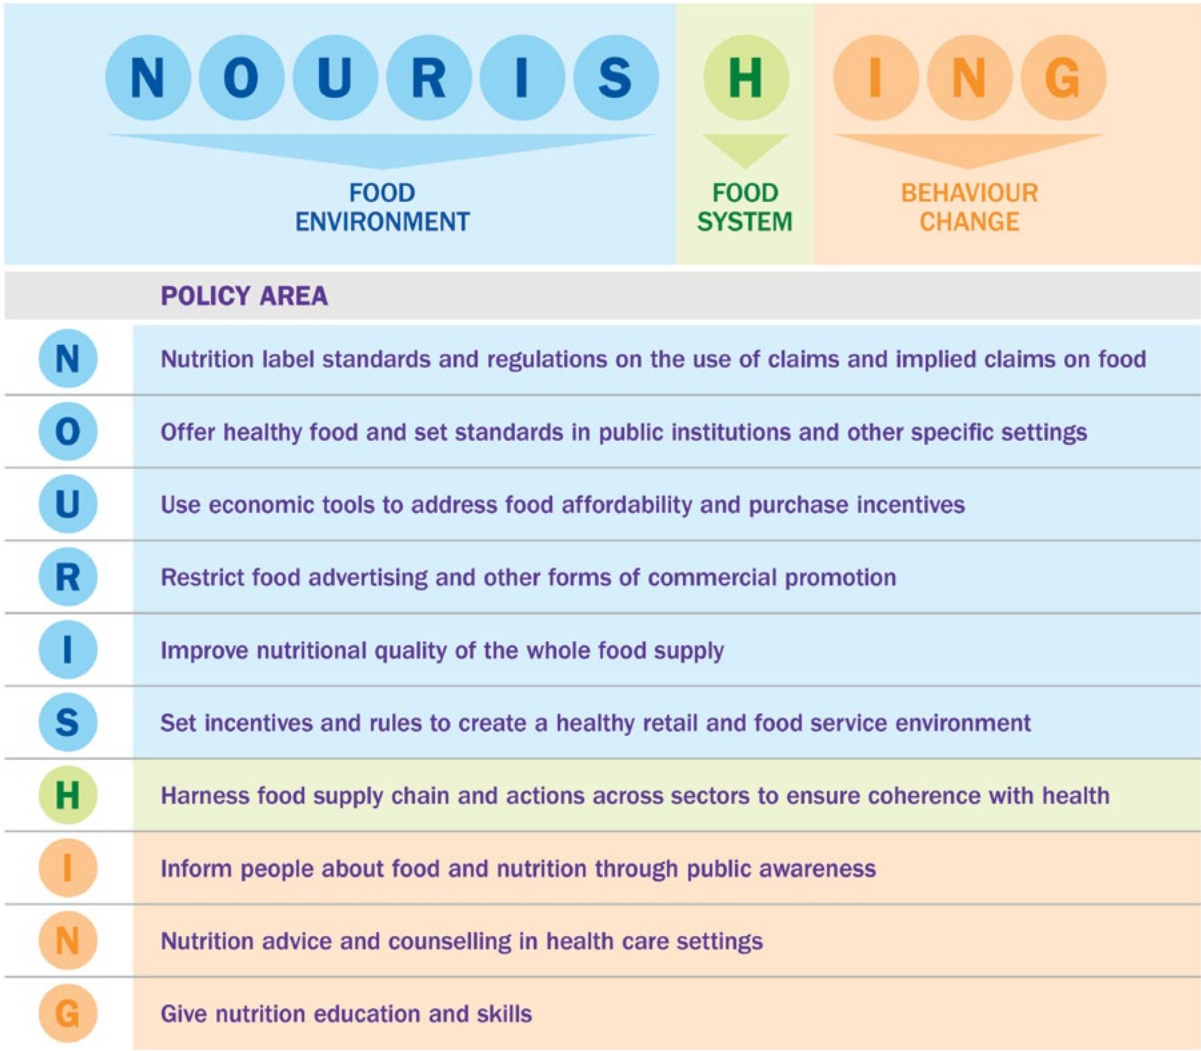 N O U R I S H I N G
FOOD
ENVIRONMENT
FOOD
SYSTEM
BEHAVIOUR
CHANGE
POLICY AREA
N Nutrition label standards and regulations on the use of claims and implied claims on food
O Offer healthy food and set standards in public institutions and other specific settings
U Use economic tools to address food affordability and purchase incentives
R Restrict food advertising and other forms of commercial promotion
I Improve nutritional quality of the whole food supply
S Set incentives and rules to create a healthy retail and food service environment
H Harness food supply chain and actions across sectors to ensure coherence with health
I Inform people about food and nutrition through public awareness
N Nutrition advice and counselling in health care settings
G Give nutrition education and skills